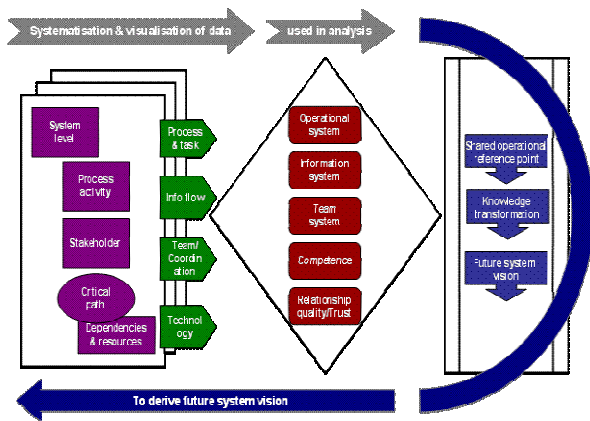 Systematisation & visualisation of data
used in analysis
System
level
Process
activity
Stakeholder
Critical
path
Dependencies
& resources
Process
& task
Info flow
Team/
Coordin
ation
Technol
ogy
Operational
system
Information
system
Team
system
Competence
Relationship
quality/Trust
Shared operational
reference point
Knowledge
transformation
Future system
vision
To derive future system vision